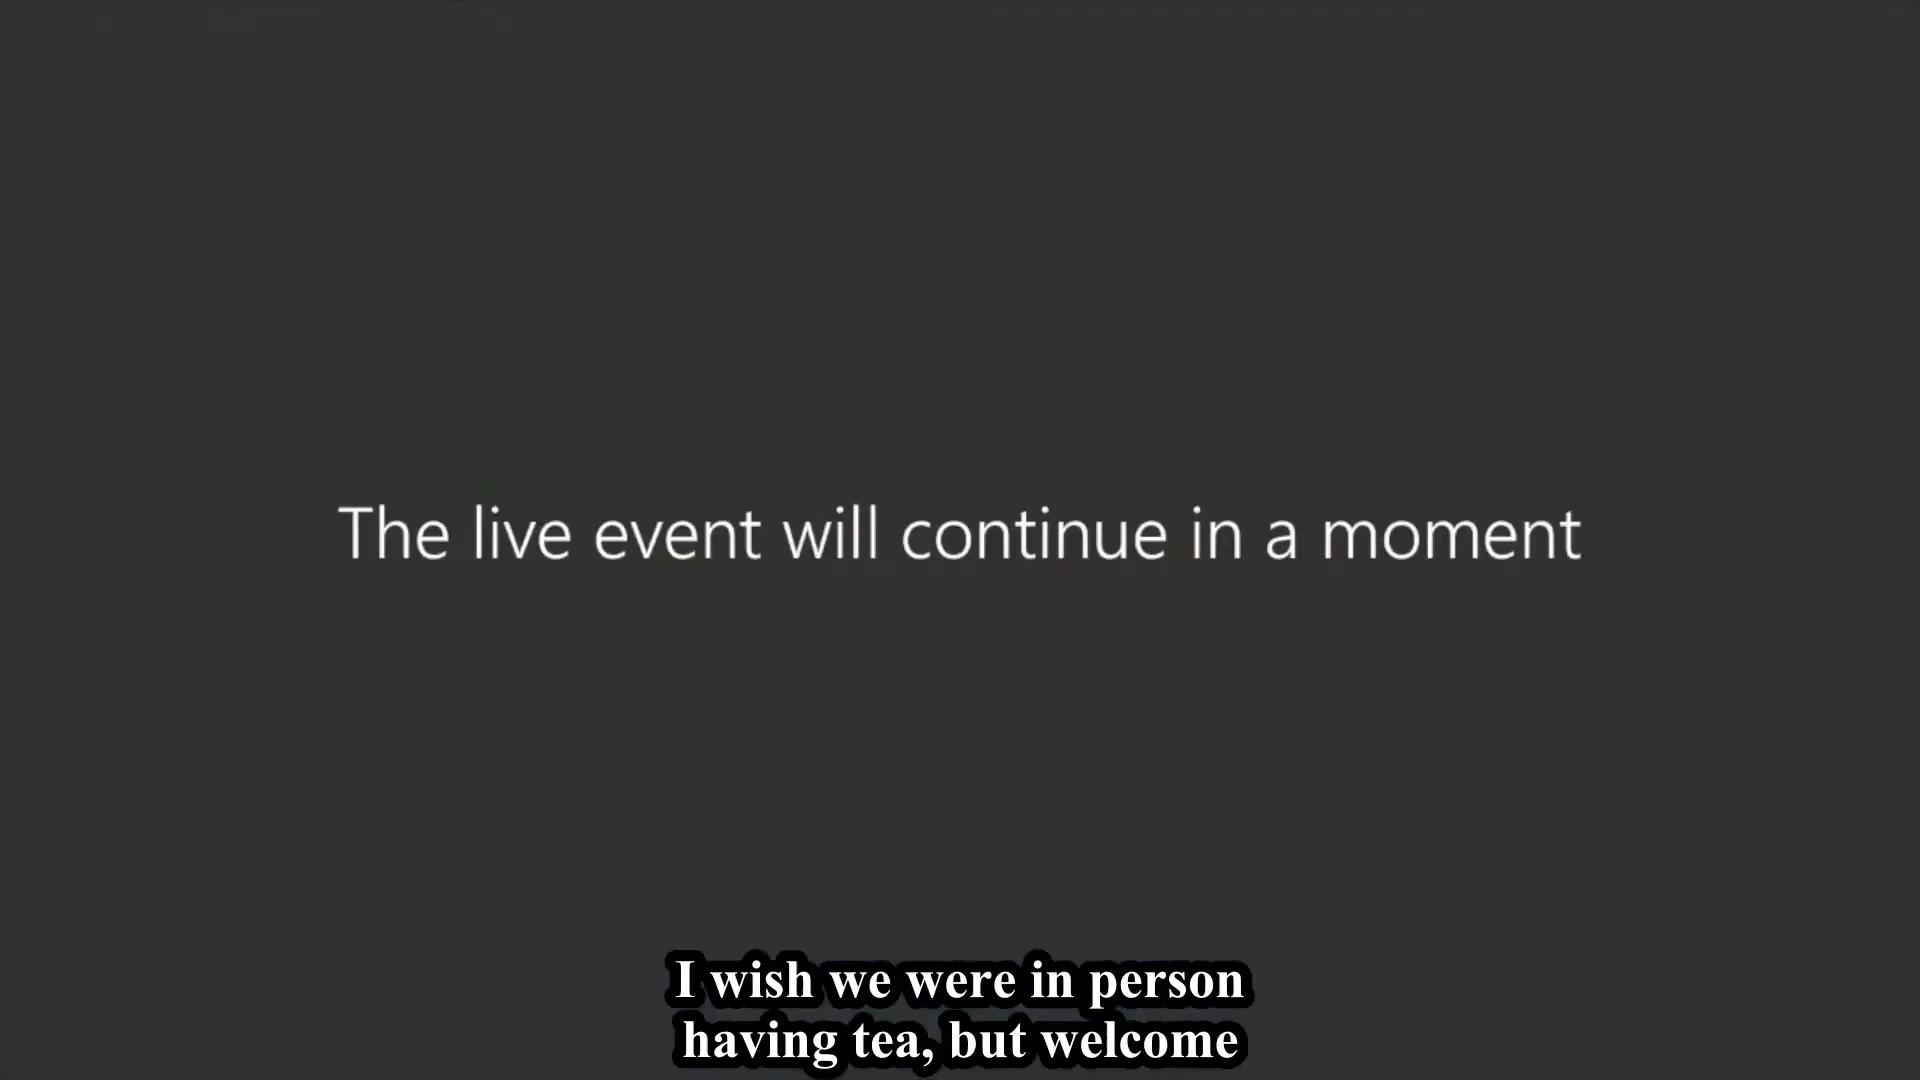 The live event will continue in a moment
I wish we were in person
having tea, but welcome